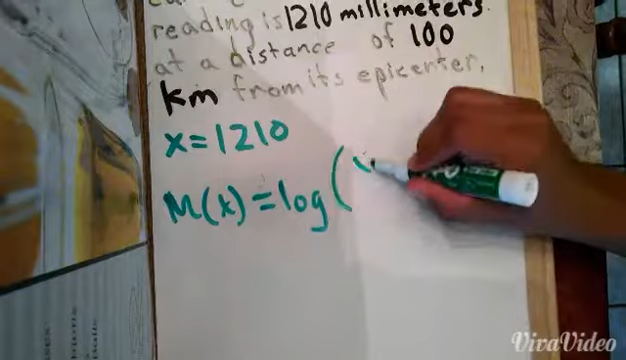 reading is 1210 millimeters
at a distance of 100
km from its epicenter.
x=1210
M(x)=log(
VivaVideo